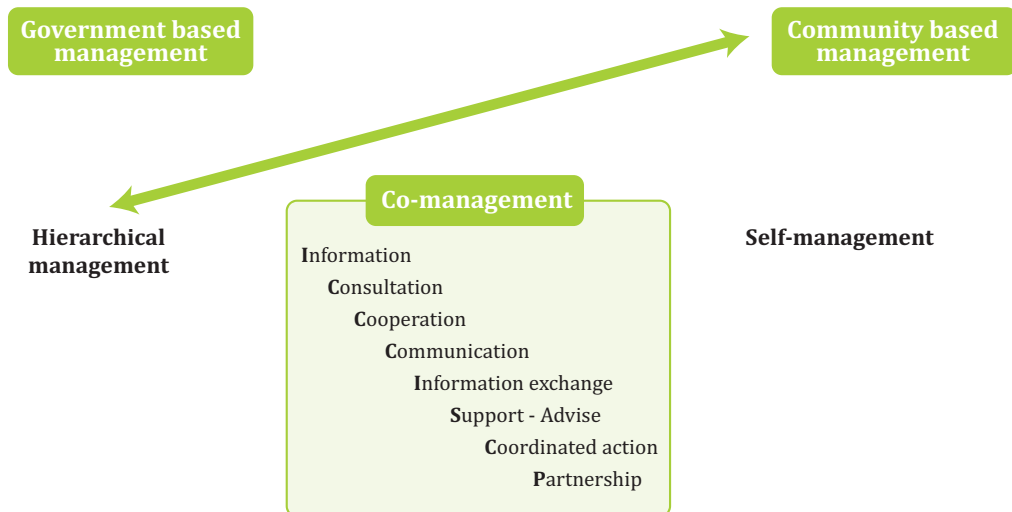 Government based
management
Community based
management
Co-management
Hierarchical
management
Self-management
Information
Consultation
Cooperation
Communication
Information exchange
Support - Advise
Coordinated action
Partnership